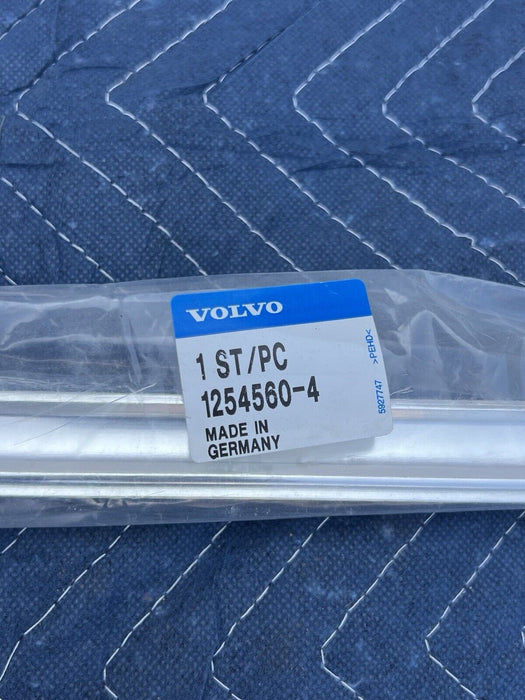 VOLVO
1 ST/PC
1254560-4
MADE IN
GERMANY
5927747 >PEHD<